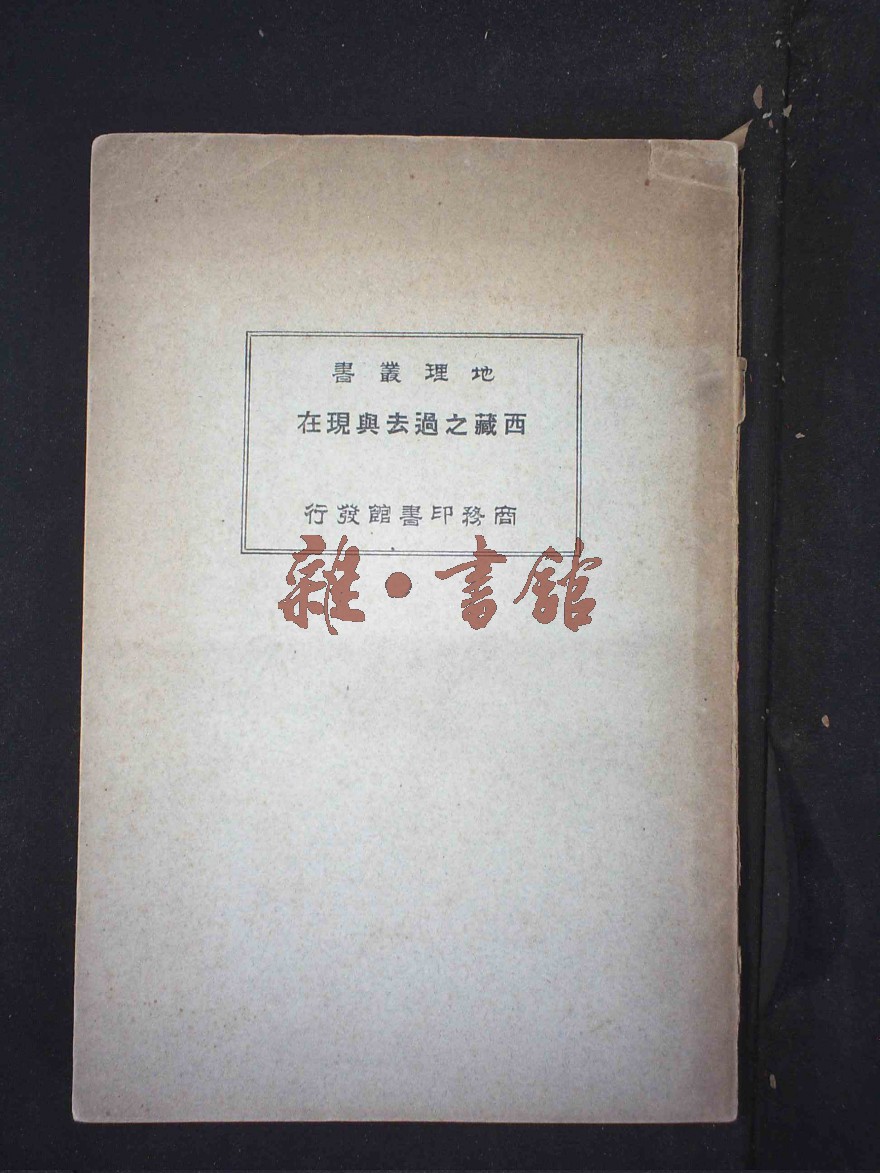 地理叢書
西藏之過去與現在
商務印書館發行
雜·書館